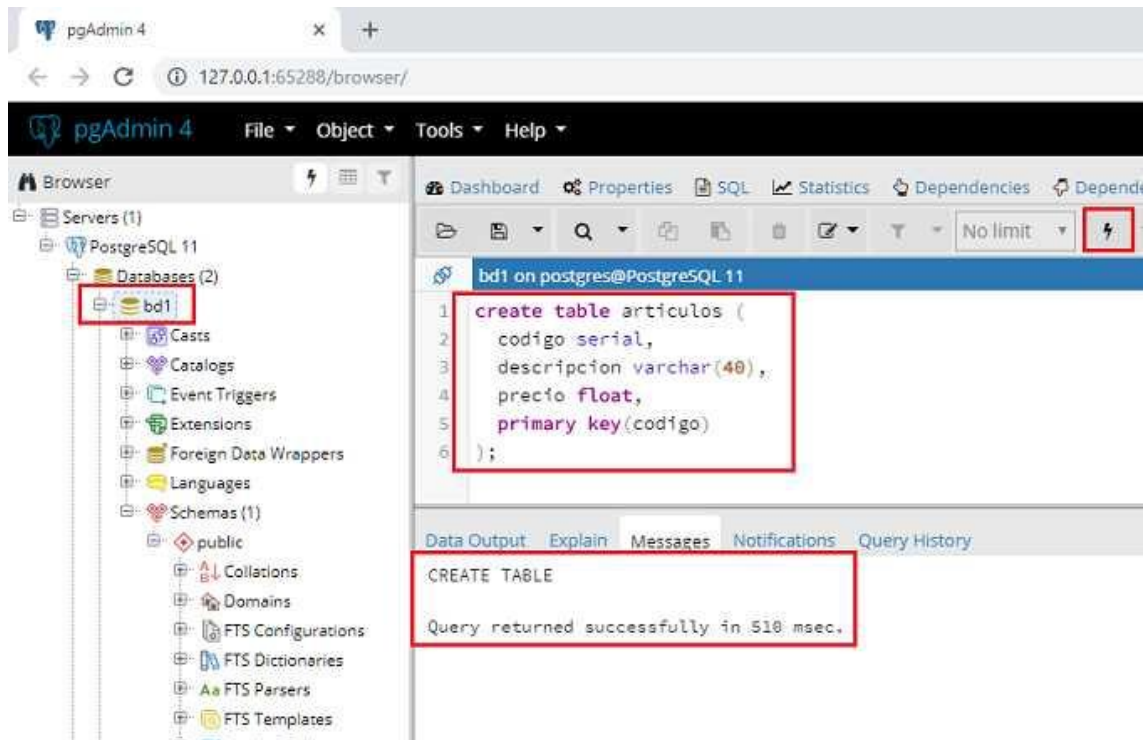 pgAdmin 4
127.0.0.1:65288/browser/
pgAdmin 4 File Object Tools Help
Browser
Dashboard Properties SQL Statistics Dependencies Depende
Servers (1)
No limit
PostgreSQL 11
Databases (2)
bd1 on postgres@PostgreSQL 11
bd1
1 create table articulos (
Casts
2 codigo serial,
Catalogs
3 descripcion varchar(40),
Event Triggers
4 precio float,
Extensions
5 primary key(codigo)
Foreign Data Wrappers
6 );
Languages
Schemas (1)
public
Data Output Explain Messages Notifications Query History
Collations
CREATE TABLE
Domains
FTS Configurations
Query returned successfully in 510 msec.
FTS Dictionaries
Aa FTS Parsers
FTS Templates